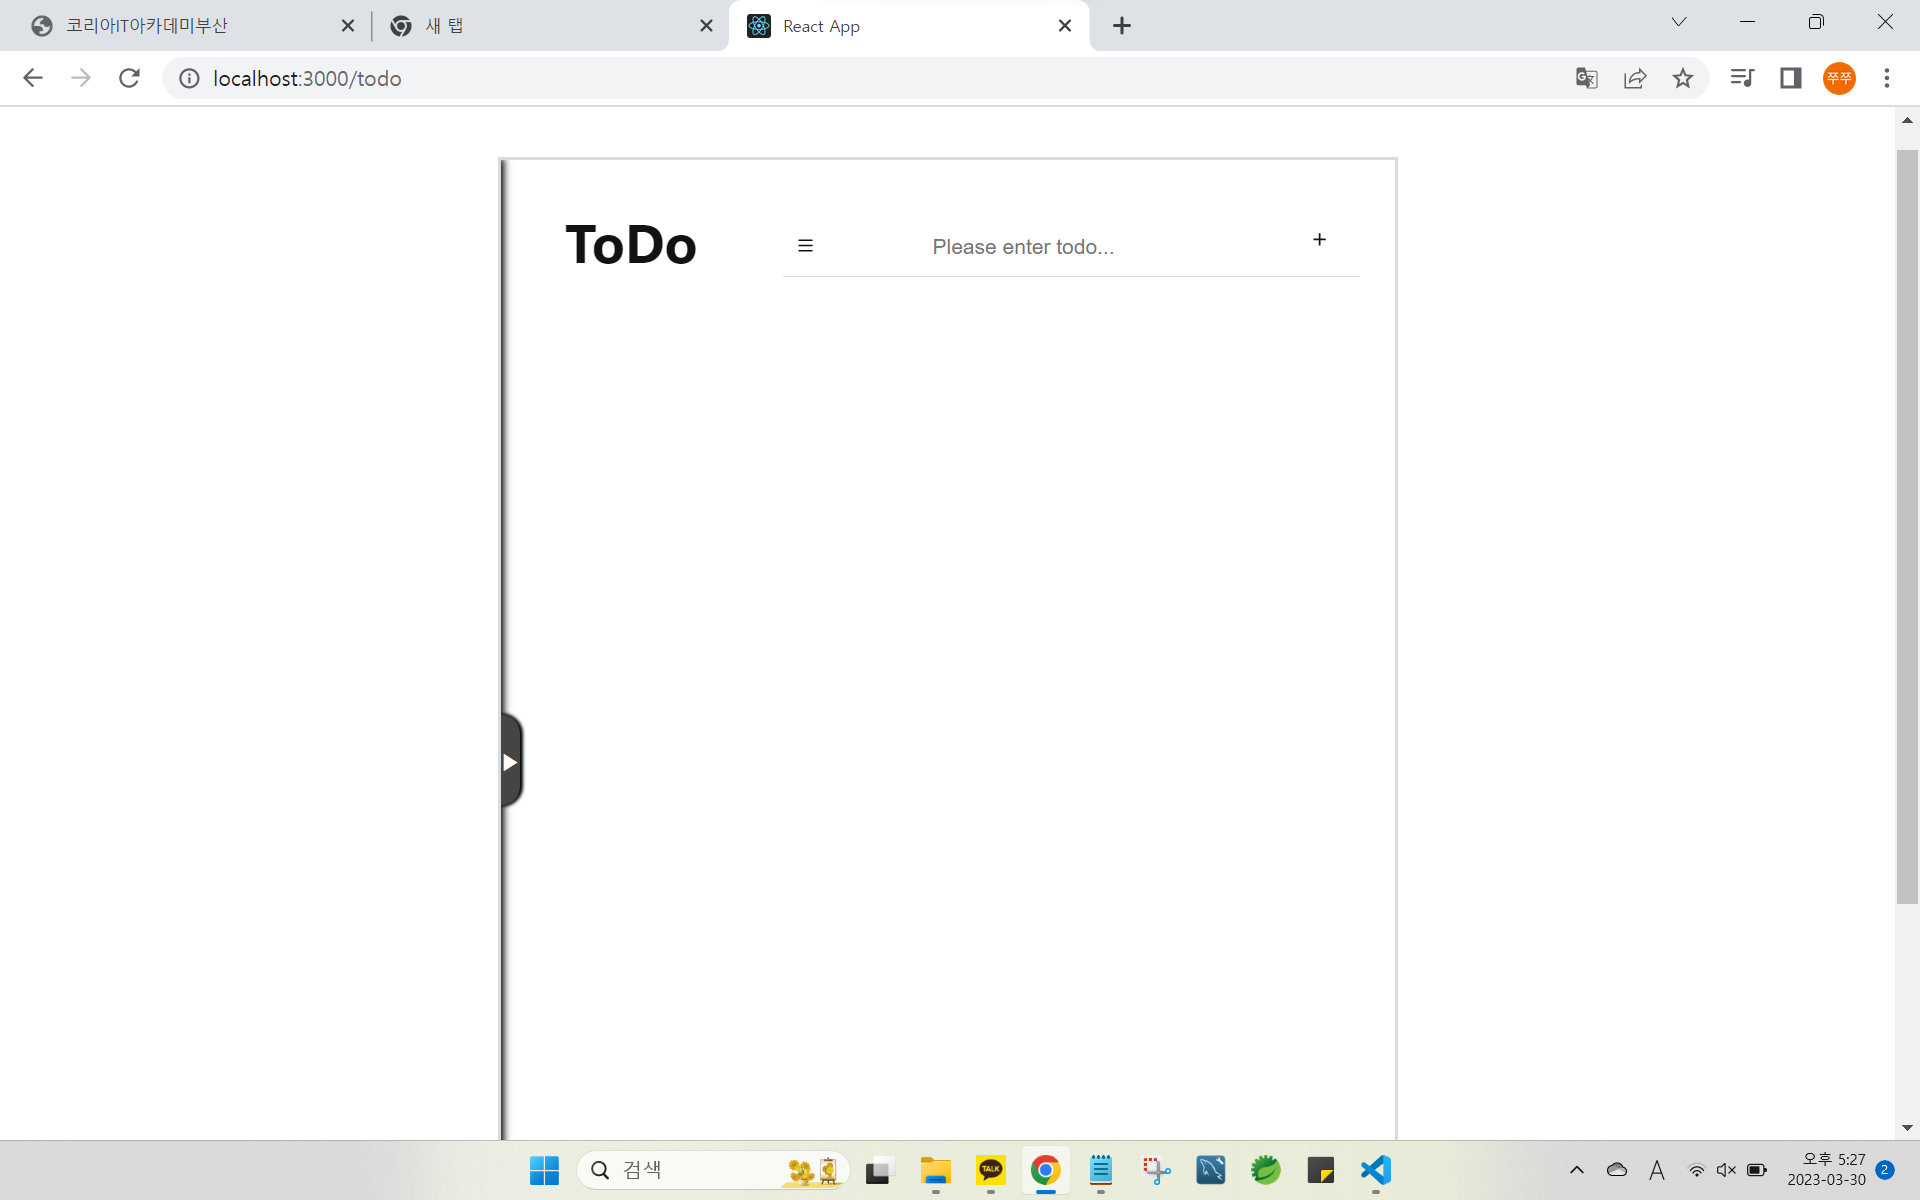 코리아IT아카데미부산
새 탭
React App
localhost:3000/todo
쭈쭈
ToDo
Please enter todo...
검색
TALK
A
오후 5:27
2023-03-30
2